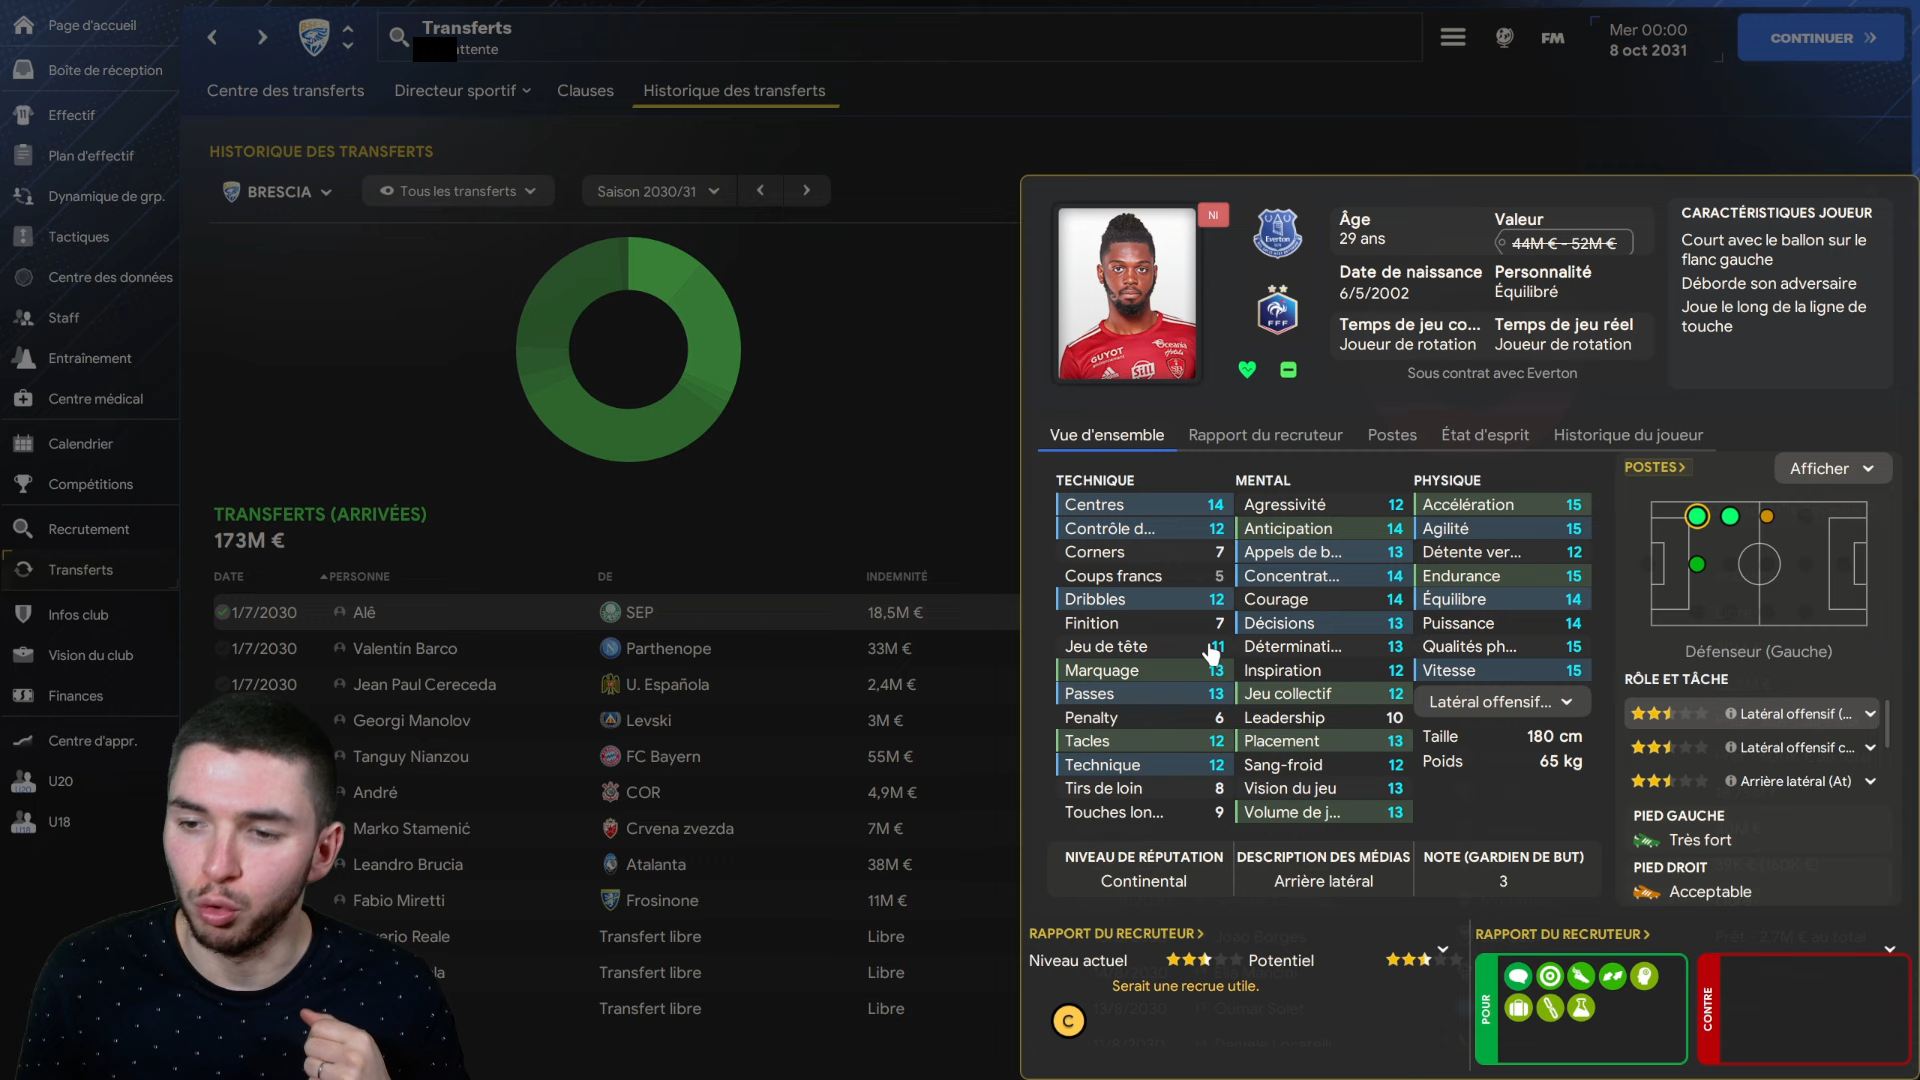 Page d'accueil
Boîte de réception
Effectif
Plan d'effectif
Dynamique de grp.
Tactiques
Centre des données
Staff
Entraînement
Centre médical
Calendrier
Compétitions
Recrutement
Transferts
Infos club
Vision du club
Finances
Centre d'appr.
U20
U18
Transferts
attente
FM
Mer 00:00
8 oct 2031
CONTINUER
Centre des transferts
Directeur sportif
Clauses
Historique des transferts
HISTORIQUE DES TRANSFERTS
BRESCIA
Tous les transferts
Saison 2030/31
TRANSFERTS (ARRIVÉES)
173M €
DATE PERSONNE DE INDEMNITÉ
1/7/2030 Alê SEP 18,5M €
1/7/2030 Valentín Barco Parthenope 33M €
1/7/2030 Jean Paul Cereceda U. Española 2,4M €
Georgi Manolov Levski 3M €
Tanguy Nianzou FC Bayern 55M €
André COR 4,9M €
Marko Stamenić Crvena zvezda 7M €
Leandro Brucia Atalanta 38M €
Fabio Miretti Frosinone 11M €
erio Reale Transfert libre Libre
la Transfert libre Libre
Transfert libre Libre
NI
Everton
FFF
GUYOT
Oceania
Hotels
Sill
Âge
29 ans
Valeur
44M € - 52M €
Date de naissance
6/5/2002
Personnalité
Équilibré
Temps de jeu co...
Joueur de rotation
Temps de jeu réel
Joueur de rotation
Sous contrat avec Everton
CARACTÉRISTIQUES JOUEUR
Court avec le ballon sur le
flanc gauche
Déborde son adversaire
Joue le long de la ligne de
touche
Vue d'ensemble
Rapport du recruteur
Postes
État d'esprit
Historique du joueur
TECHNIQUE
Centres 14
Contrôle d... 12
Corners 7
Coups francs 5
Dribbles 12
Finition 7
Jeu de tête 11
Marquage 13
Passes 13
Penalty 6
Tacles 12
Technique 12
Tirs de loin 8
Touches lon... 9
MENTAL
Agressivité 12
Anticipation 14
Appels de b... 13
Concentrat... 14
Courage 14
Décisions 13
Déterminati... 13
Inspiration 12
Jeu collectif 12
Leadership 10
Placement 13
Sang-froid 12
Vision du jeu 13
Volume de j... 13
PHYSIQUE
Accélération 15
Agilité 15
Détente ver... 12
Endurance 15
Équilibre 14
Puissance 14
Qualités ph... 15
Vitesse 15
Latéral offensif...
Taille 180 cm
Poids 65 kg
POSTES>
Afficher
Défenseur (Gauche)
RÔLE ET TÂCHE
Latéral offensif (...
Latéral offensif c...
Arrière latéral (At)
PIED GAUCHE
Très fort
PIED DROIT
Acceptable
NIVEAU DE RÉPUTATION
Continental
DESCRIPTION DES MÉDIAS
Arrière latéral
NOTE (GARDIEN DE BUT)
3
RAPPORT DU RECRUTEUR >
Niveau actuel
Potentiel
Serait une recrue utile.
C
RAPPORT DU RECRUTEUR >
POUR
CONTRE